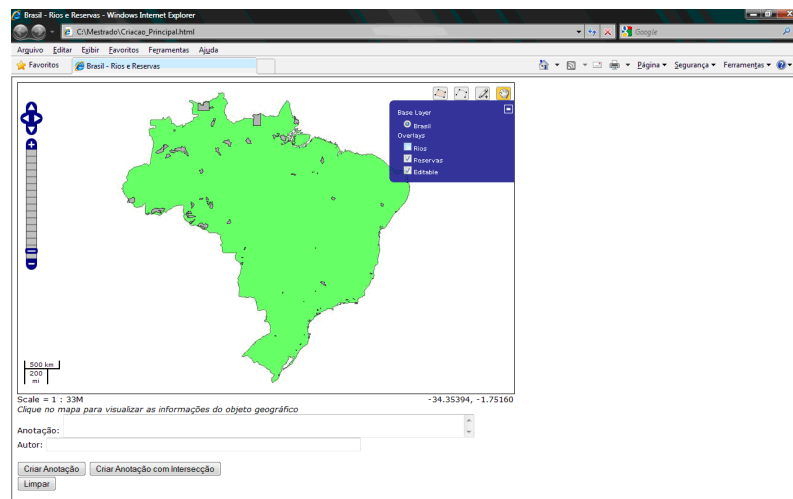 Brasil - Rios e Reservas - Windows Internet Explorer
C:\Mestrado\Criacao_Principal.html
Google
Arquivo Editar Exibir Favoritos Ferramentas Ajuda
Favoritos
Brasil - Rios e Reservas
Página Segurança Ferramentas
Base Layer
Brasil
Overlays
Rios
Reservas
Editable
500 km
200
mi
Scale = 1 : 33M
-34.35394, -1.75160
Clique no mapa para visualizar as informações do objeto geográfico
Anotação:
Autor:
Criar Anotação
Criar Anotação com Intersecção
Limpar